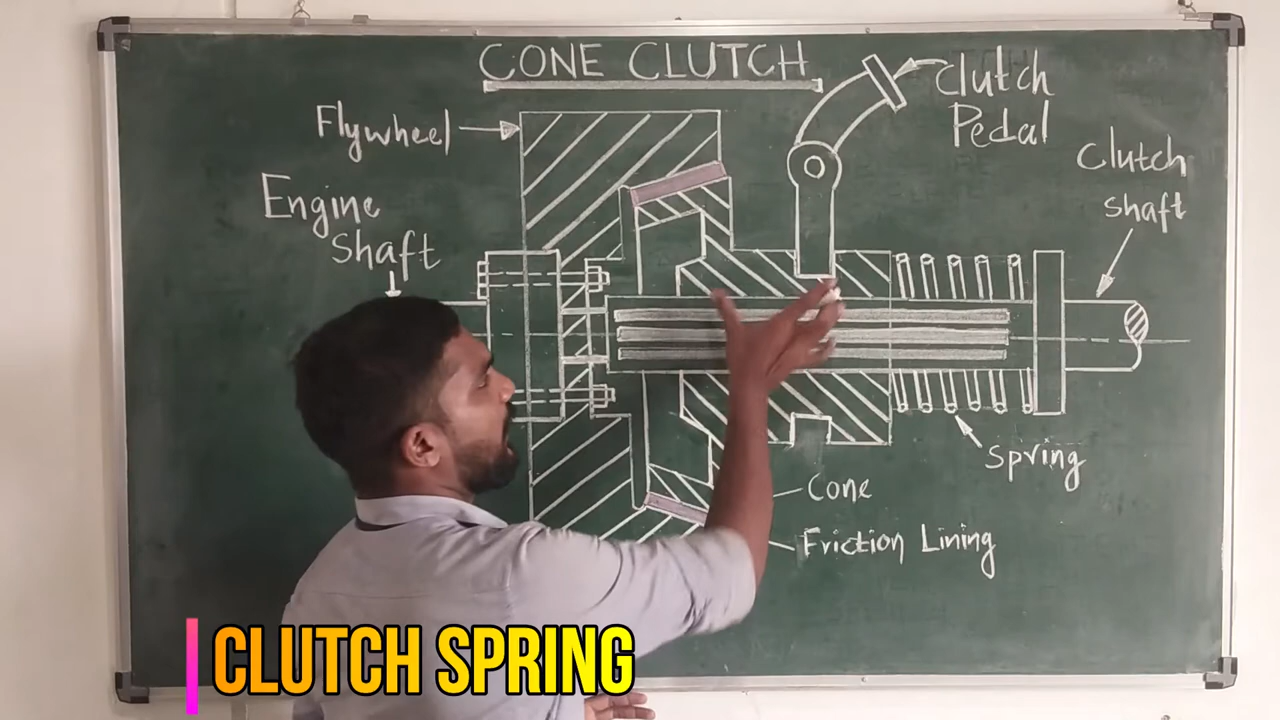 CONE CLUTCH
Clutch
Pedal
Flywheel
Clutch
shaft
Engine
Shaft
Spring
Cone
Friction Lining
CLUTCH SPRING